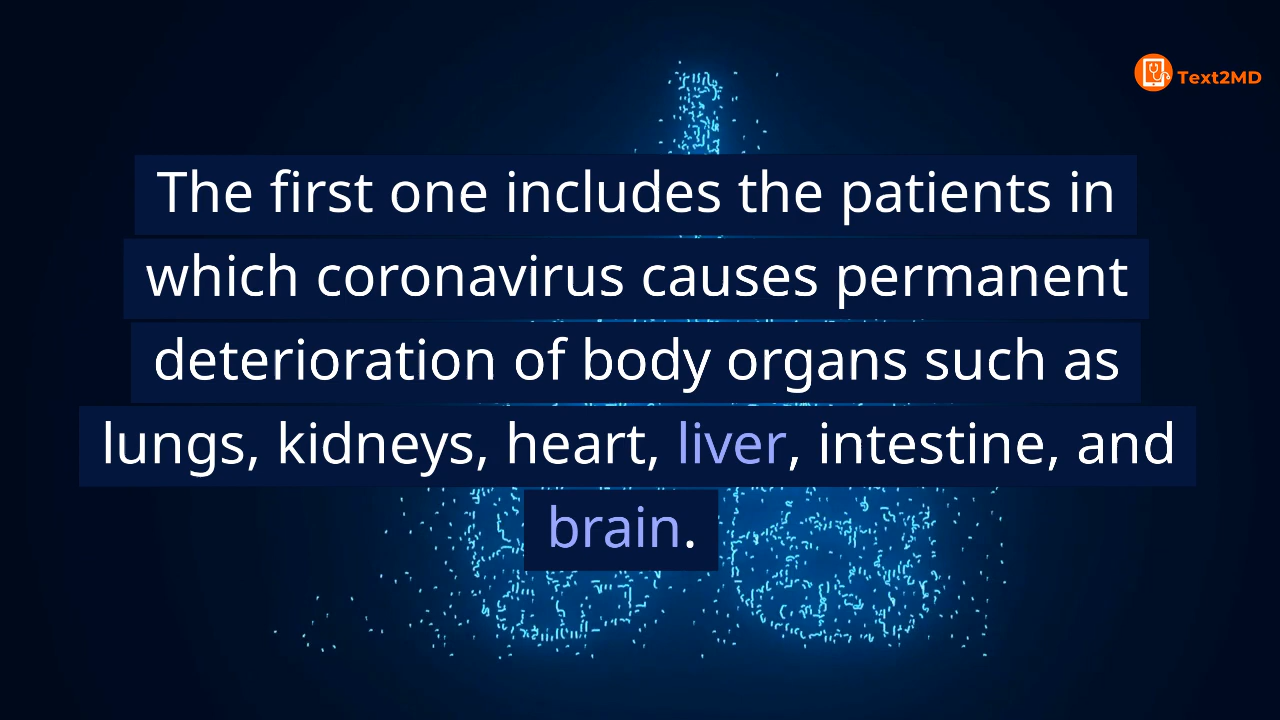 Text2MD
The first one includes the patients in
which coronavirus causes permanent
deterioration of body organs such as
lungs, kidneys, heart, liver, intestine, and
brain.